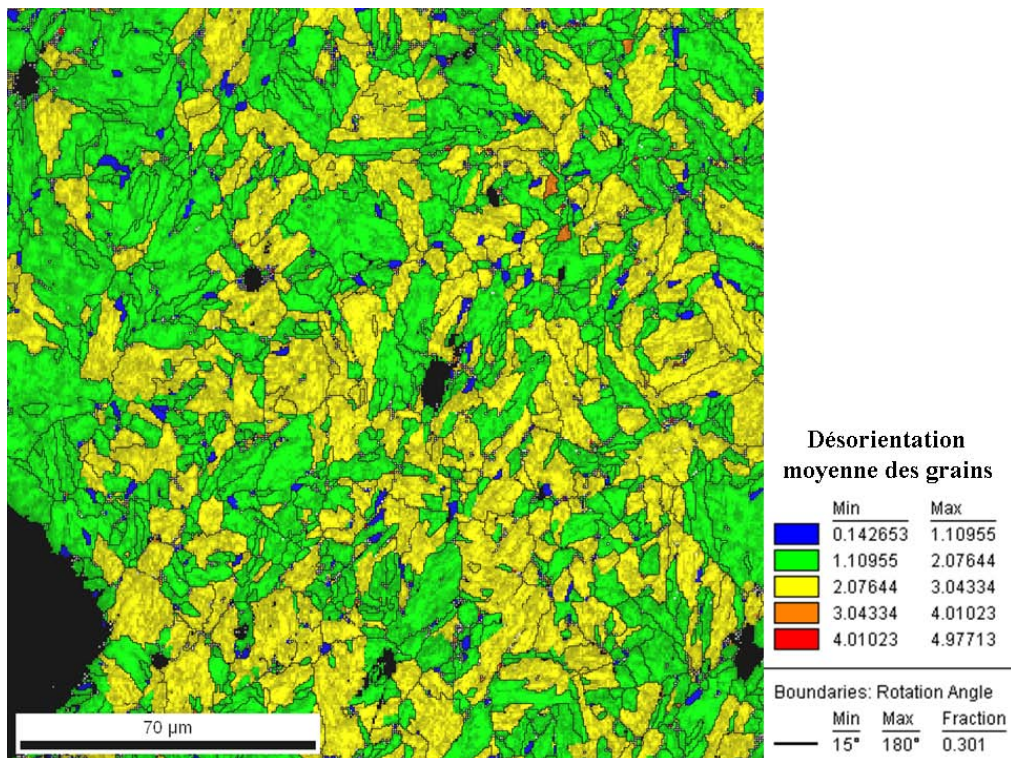 70 µm
Désorientation
moyenne des grains
Min Max
0.142653 1.10955
1.10955 2.07644
2.07644 3.04334
3.04334 4.01023
4.01023 4.97713
Boundaries: Rotation Angle
Min Max Fraction
15° 180° 0.301